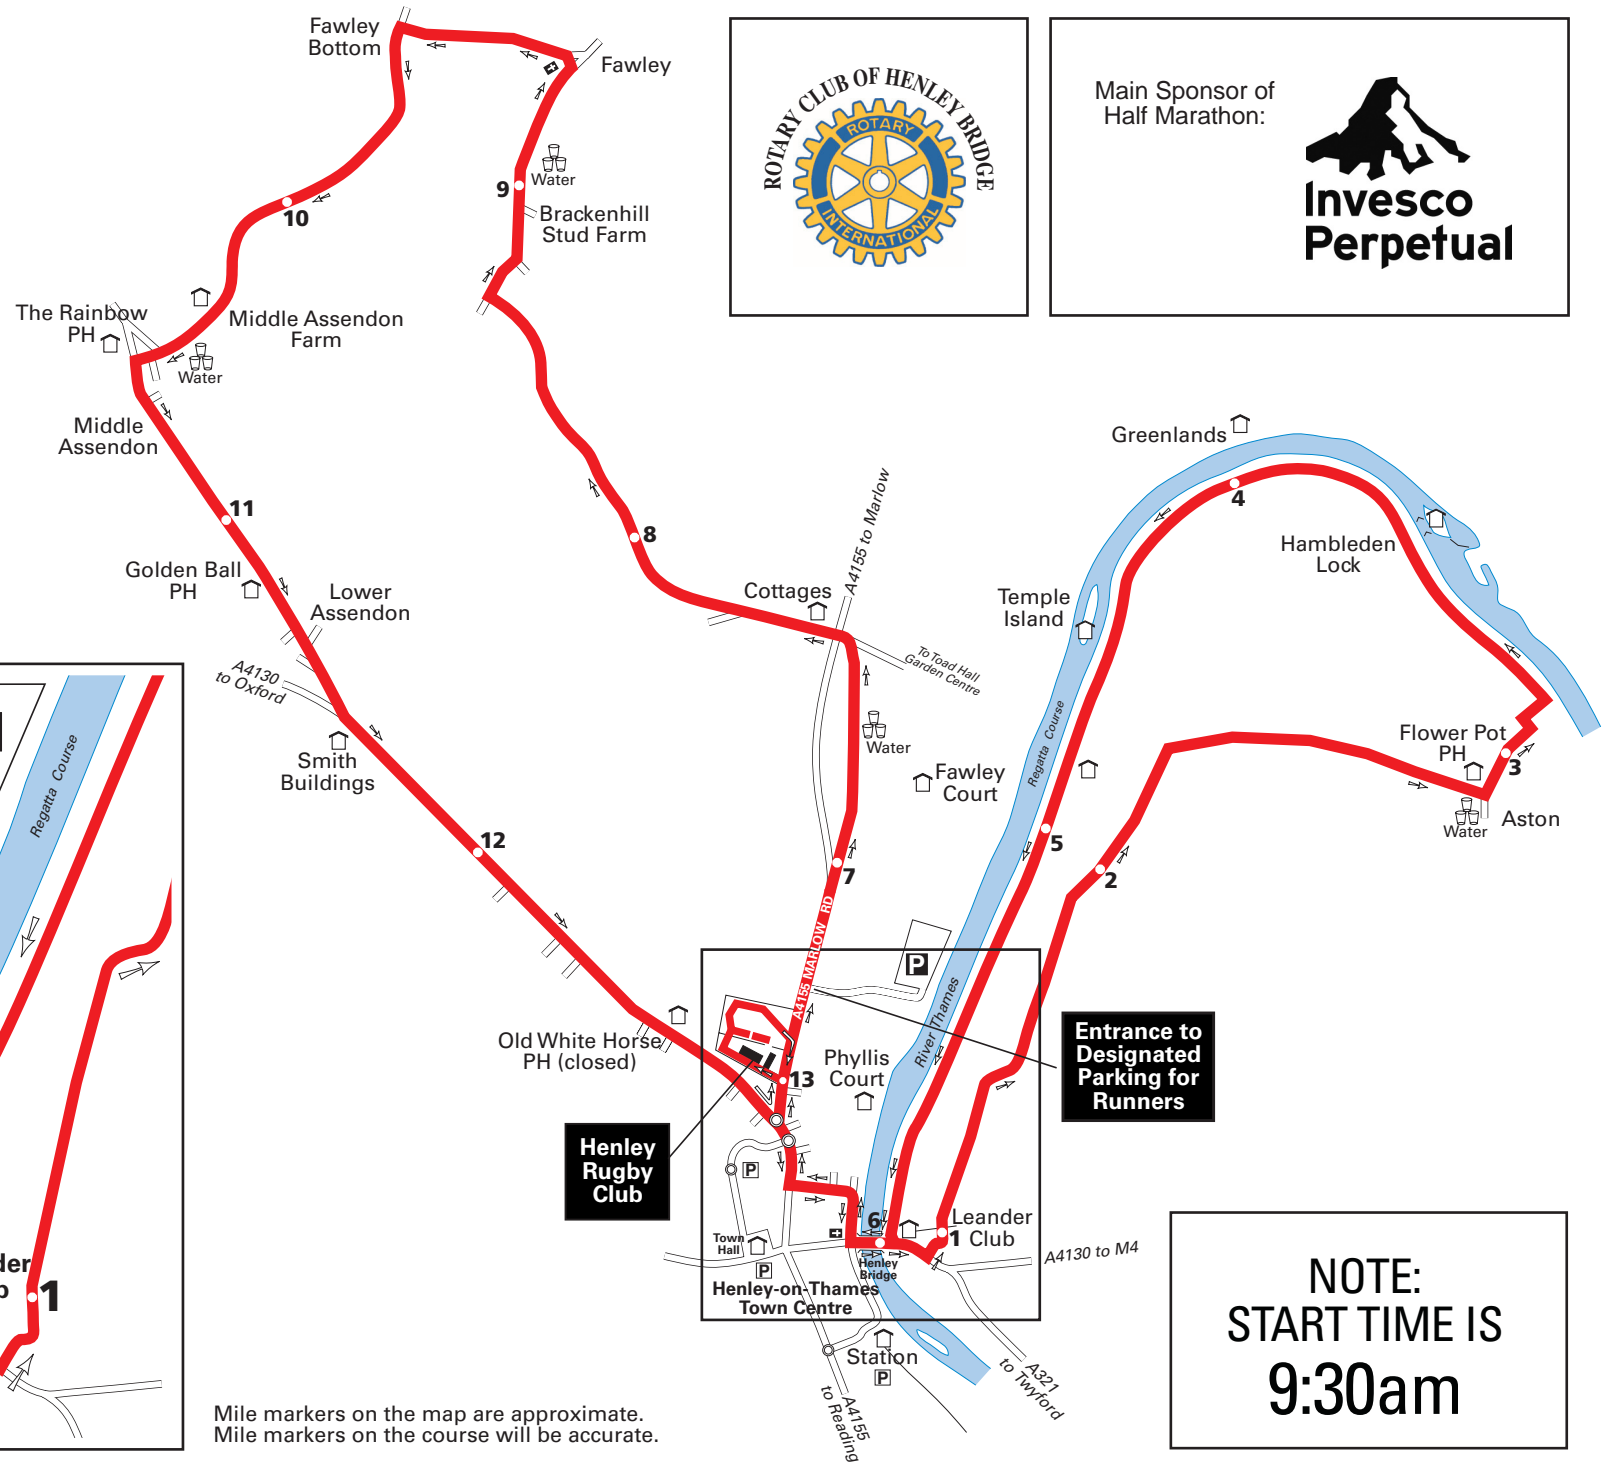 Fawley
Bottom
Fawley
ROTARY CLUB OF HENLEY BRIDGE
ROTARY
INTERNATIONAL
Main Sponsor of
Half Marathon:
Invesco
Perpetual
9
Water
Brackenhill
Stud Farm
10
The Rainbow
PH
Middle Assendon
Farm
Water
Middle
Assendon
11
Golden Ball
PH
Lower
Assendon
A4130
to Oxford
Smith
Buildings
12
8
Cottages
A4155 to Marlow
To Toad Hall
Garden Centre
Water
Fawley
Court
7
A4155 MARLOW RD
Greenlands
4
Hambleden
Lock
Temple
Island
Regatta Course
Flower Pot
PH
3
Water
Aston
5
2
P
River Thames
Entrance to
Designated
Parking for
Runners
Old White Horse
PH (closed)
Phyllis
Court
13
Henley
Rugby
Club
P
6
Leander
Club
1
Town
Hall
Henley
Bridge
A4130 to M4
P
Henley-on-Thames
Town Centre
Station
P
A321
to Twyford
A4155
to Reading
Regatta Course
der
1
Mile markers on the map are approximate.
Mile markers on the course will be accurate.
NOTE:
START TIME IS
9:30am